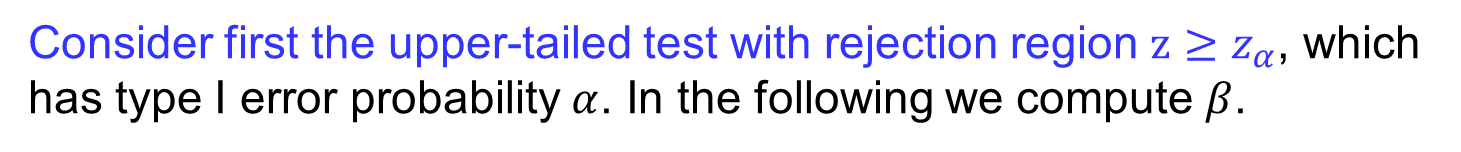 Consider first the upper-tailed test with rejection region z ≥ z_α, which
has type I error probability α. In the following we compute β.